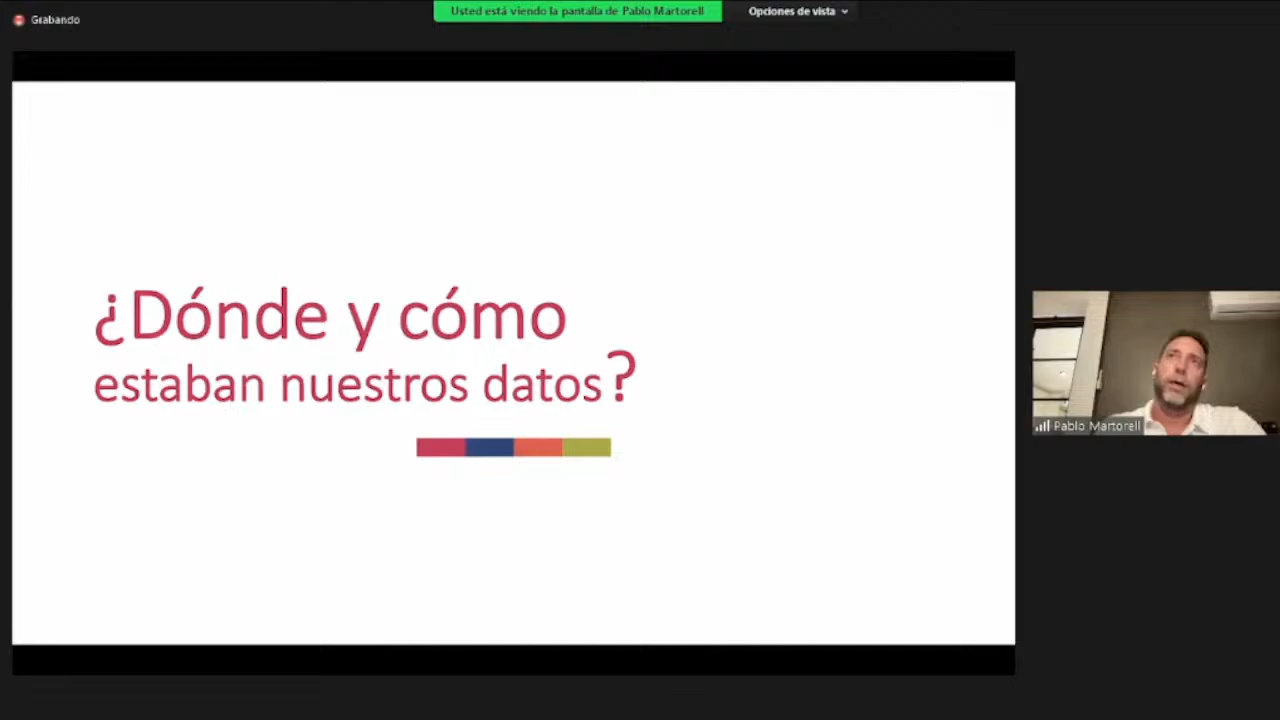 Grabando
Usted está viendo la pantalla de Pablo Martorell
Opciones de vista
¿Dónde y cómo
estaban nuestros datos?
Pablo Martorell